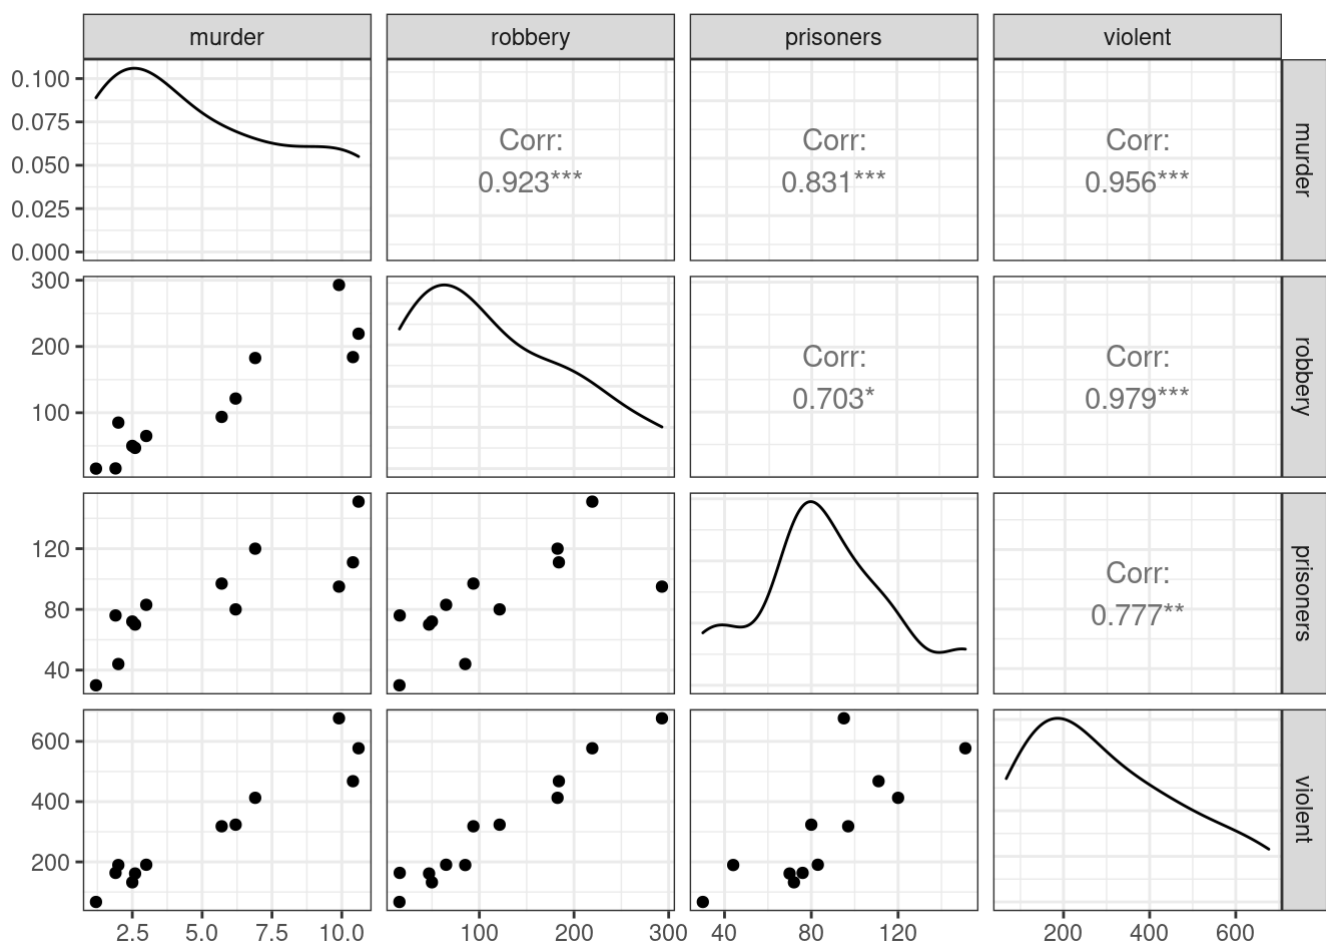 murder robbery prisoners violent
0.100
0.075
0.050
0.025
0.000
Corr:
0.923***
Corr:
0.831***
Corr:
0.956***
murder
300
200
100
Corr:
0.703*
Corr:
0.979***
robbery
120
80
40
Corr:
0.777**
prisoners
600
400
200
violent
2.5 5.0 7.5 10.0 100 200 300 40 80 120 200 400 600